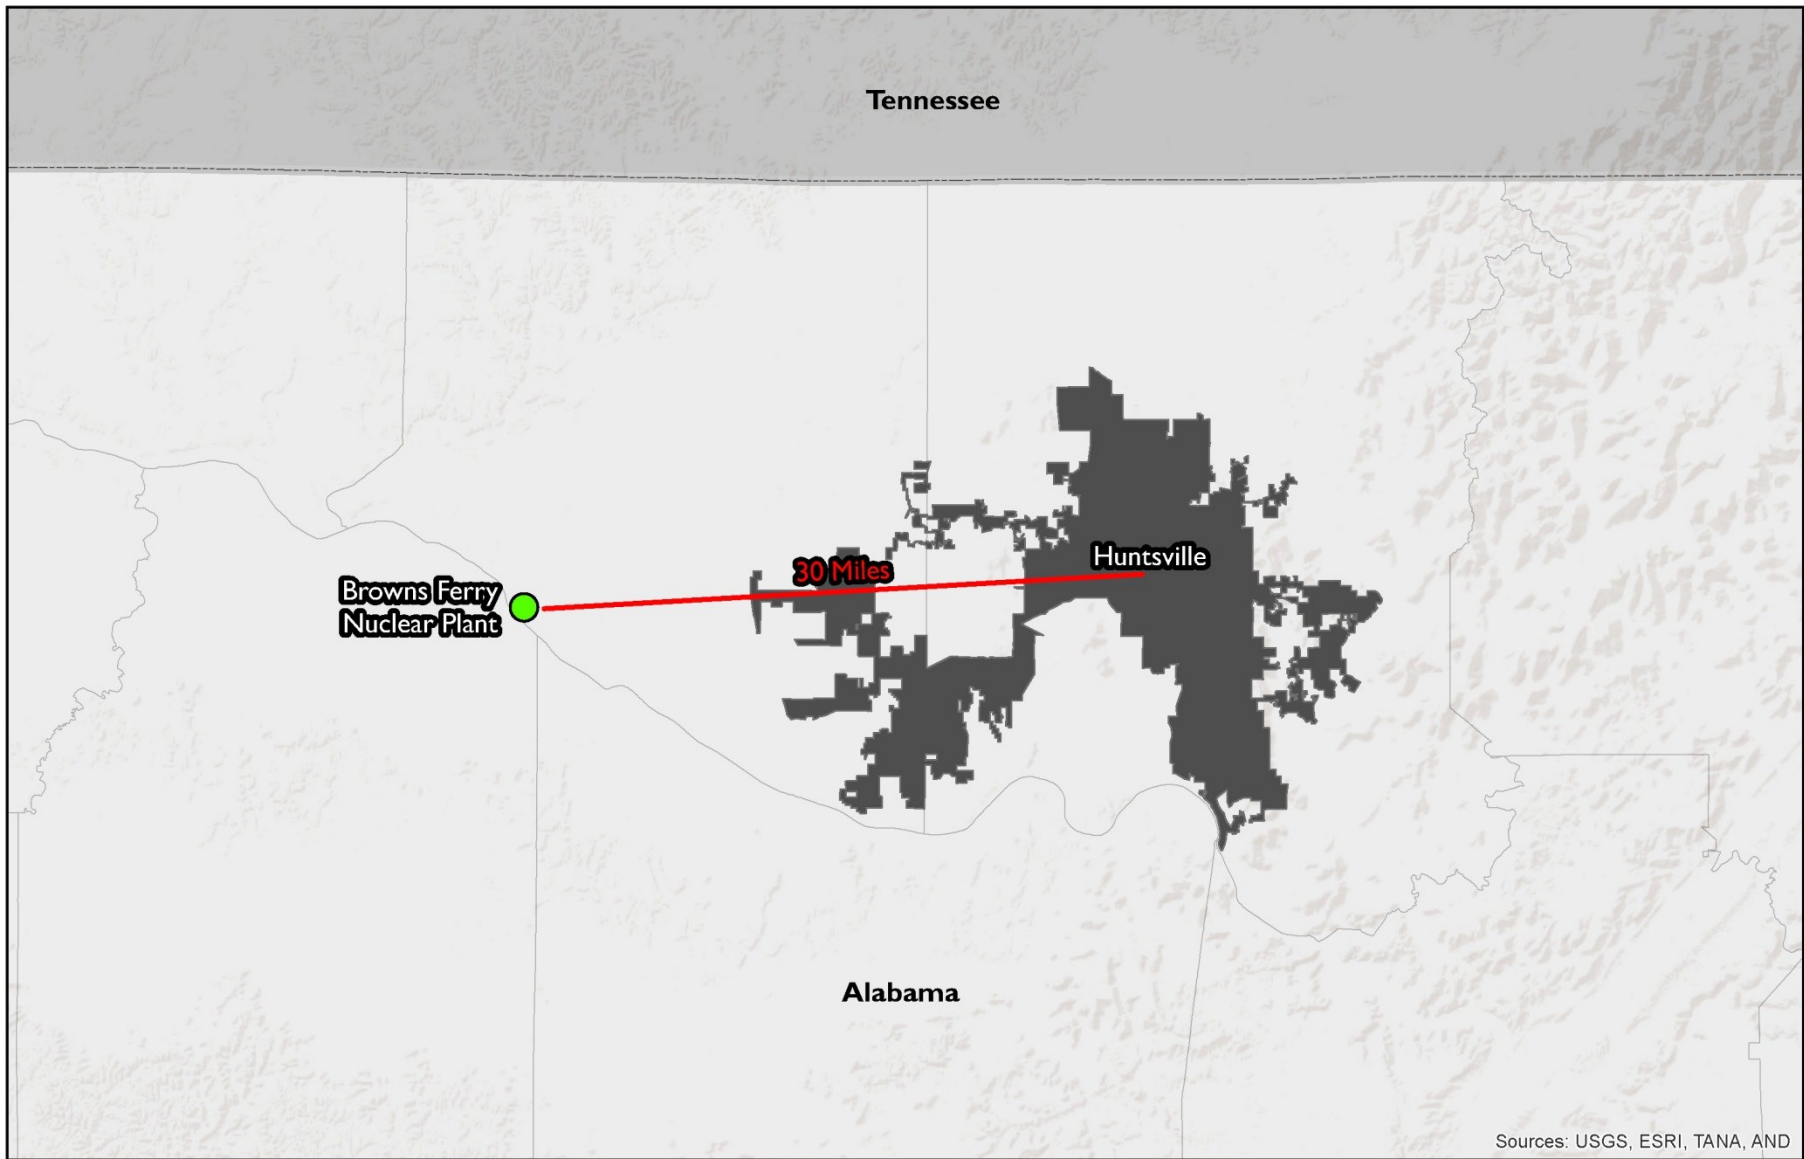 Tennessee
30 Miles
Huntsville
Browns Ferry
Nuclear Plant
Alabama
Sources: USGS, ESRI, TANA, AND